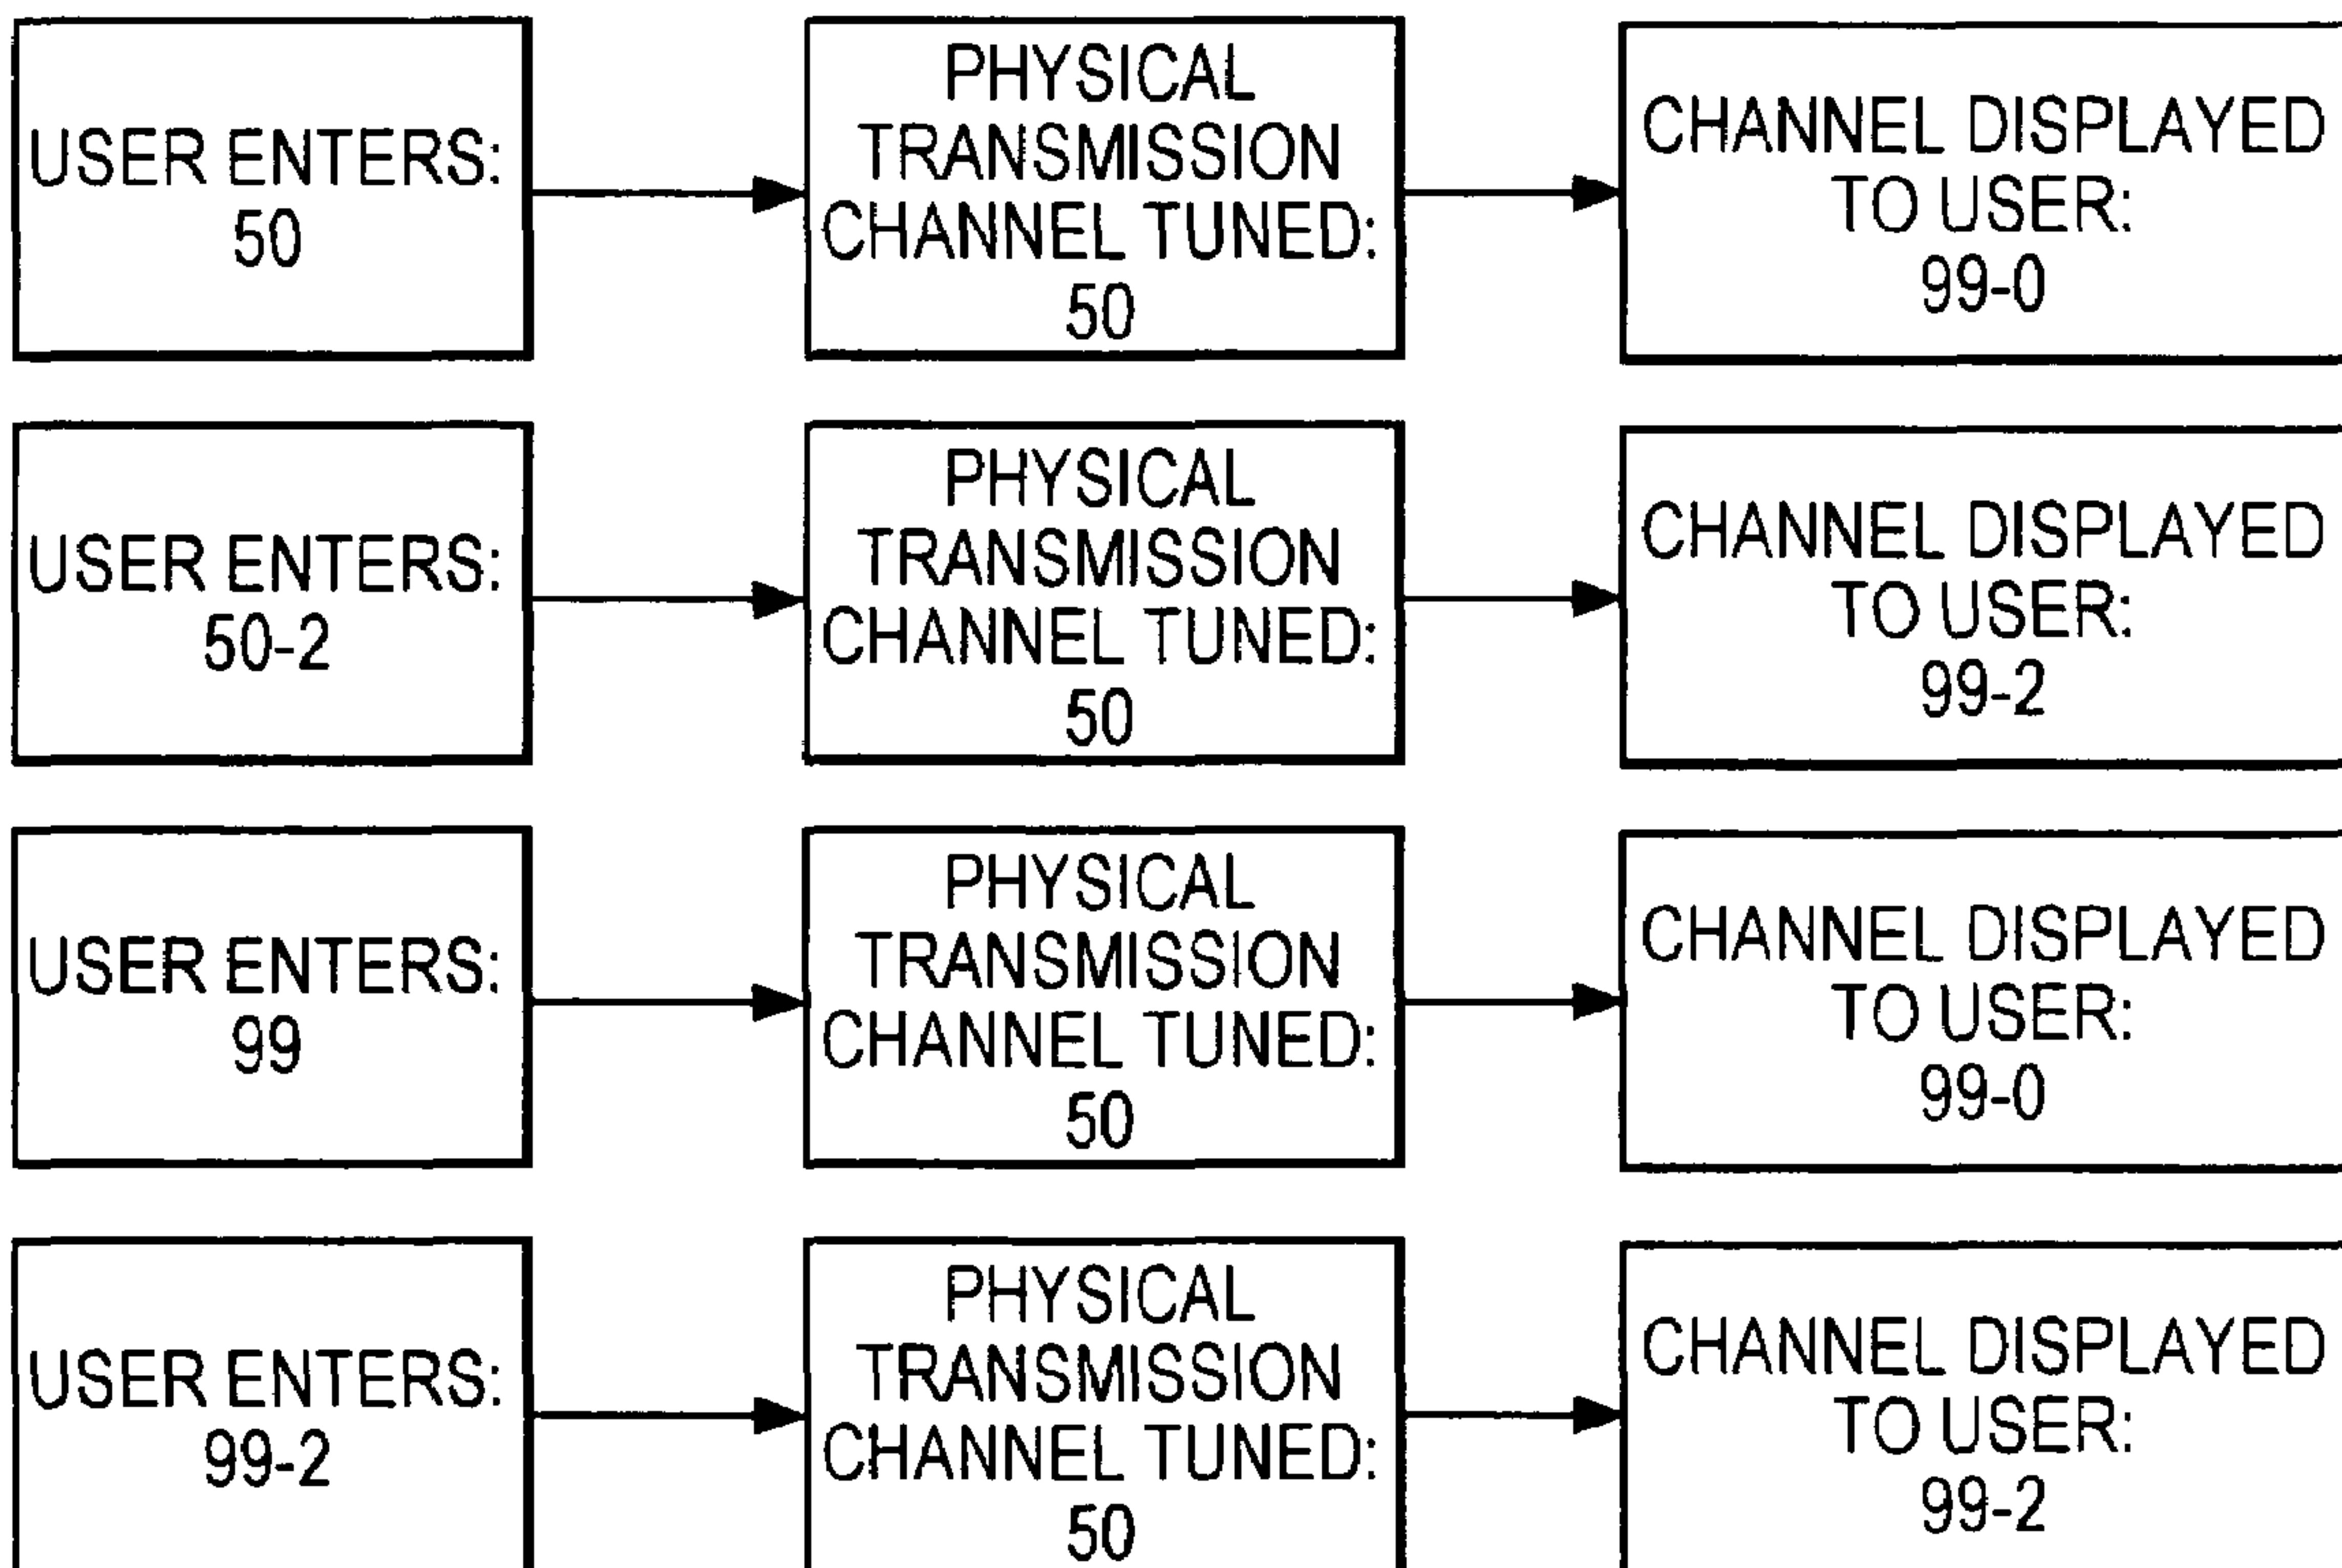 USER ENTERS:
50
PHYSICAL
TRANSMISSION
CHANNEL TUNED:
50
CHANNEL DISPLAYED
TO USER:
99-0
USER ENTERS:
50-2
PHYSICAL
TRANSMISSION
CHANNEL TUNED:
50
CHANNEL DISPLAYED
TO USER:
99-2
USER ENTERS:
99
PHYSICAL
TRANSMISSION
CHANNEL TUNED:
50
CHANNEL DISPLAYED
TO USER:
99-0
USER ENTERS:
99-2
PHYSICAL
TRANSMISSION
CHANNEL TUNED:
50
CHANNEL DISPLAYED
TO USER:
99-2